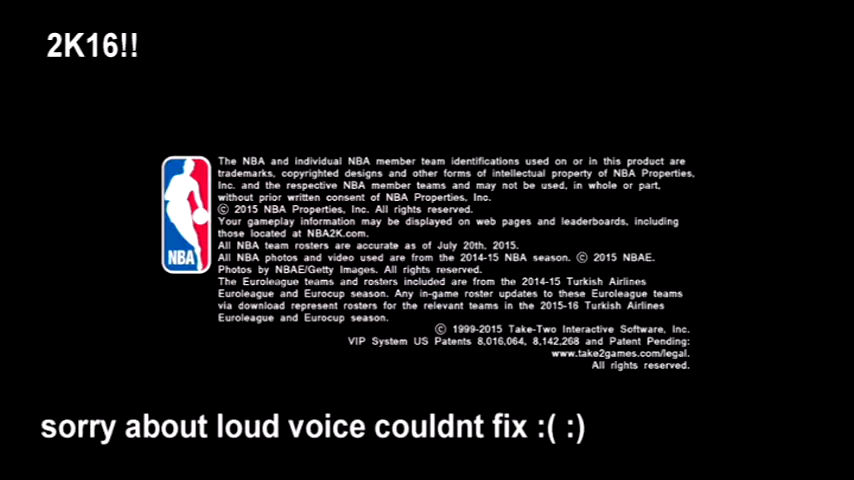 2K16!!
The NBA and individual NBA member team identifications used on or in this product are
trademarks, copyrighted designs and other forms of intellectual property of NBA Properties,
Inc. and the respective NBA member teams and may not be used, in whole or part,
without prior written consent of NBA Properties, Inc.
© 2015 NBA Properties, Inc. All rights reserved.
Your gameplay information may be displayed on web pages and leaderboards, including
those located at NBA2K.com.
All NBA team rosters are accurate as of July 20th, 2015.
All NBA photos and video used are from the 2014-15 NBA season. © 2015 NBAE.
Photos by NBAE/Getty Images. All rights reserved.
The Euroleague teams and rosters included are from the 2014-15 Turkish Airlines
Euroleague and Eurocup season. Any in-game roster updates to these Euroleague teams
via download represent rosters for the relevant teams in the 2015-16 Turkish Airlines
Euroleague and Eurocup season.
NBA
© 1999-2015 Take-Two Interactive Software, Inc.
VIP System US Patents 8,016,064, 8,142,268 and Patent Pending:
www.take2games.com/legal.
All rights reserved.
sorry about loud voice couldnt fix :( :)